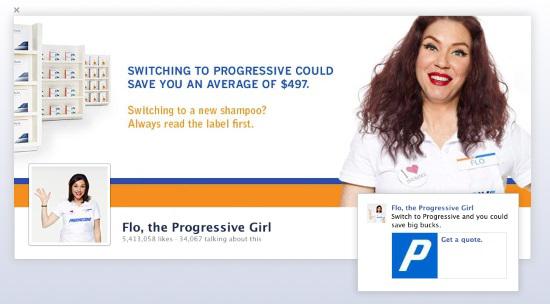 SWITCHING TO PROGRESSIVE COULD
SAVE YOU AN AVERAGE OF $497.
Switching to a new shampoo?
Always read the label first.
FLO
Flo, the Progressive Girl
5,413,058 likes · 34,067 talking about this
Flo, the Progressive Girl
Switch to Progressive and you could
save big bucks.
P
Get a quote.